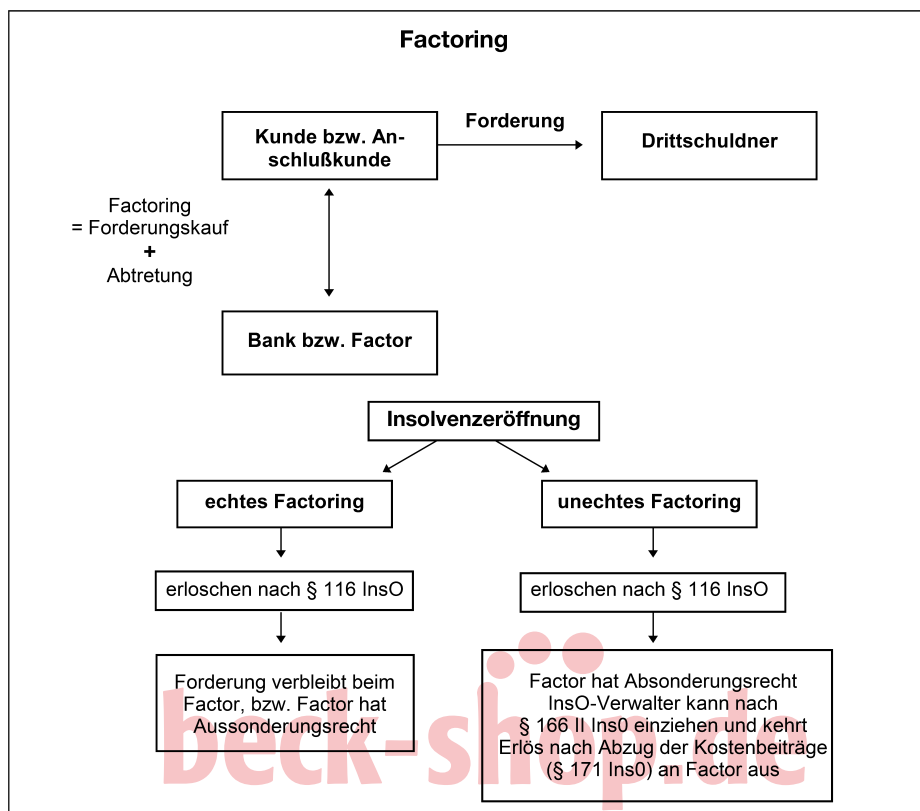 Factoring
Kunde bzw. An-
schlußkunde
Forderung
Drittschuldner
Factoring
= Forderungskauf
+
Abtretung
Bank bzw. Factor
Insolvenzeröffnung
echtes Factoring
unechtes Factoring
erloschen nach § 116 InsO
erloschen nach § 116 InsO
Forderung verbleibt beim
Factor, bzw. Factor hat
Aussonderungsrecht
Factor hat Absonderungsrecht
InsO-Verwalter kann nach
§ 166 II Ins0 einziehen und kehrt
Erlös nach Abzug der Kostenbeiträge
(§ 171 Ins0) an Factor aus
beck-shop.de